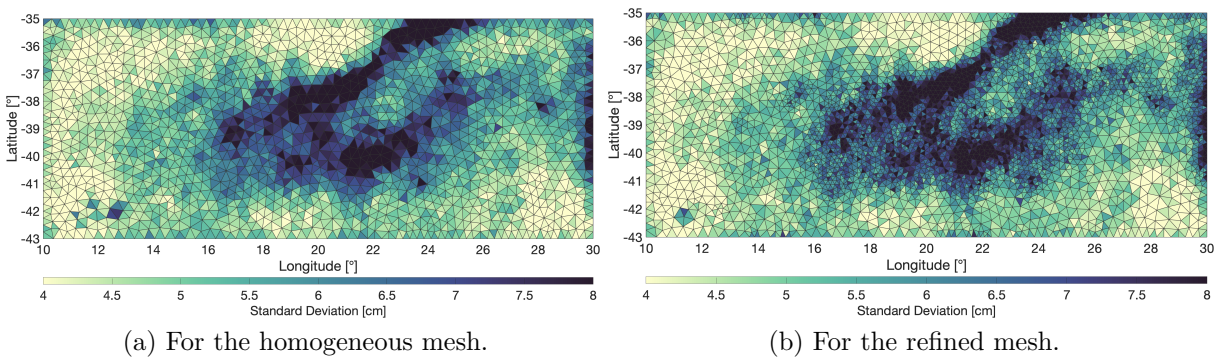 -35
-36
-37
-38
-39
-40
-41
-42
-43
Latitude [°]
10 12 14 16 18 20 22 24 26 28 30
Longitude [°]
4 4.5 5 5.5 6 6.5 7 7.5 8
Standard Deviation [cm]
(a) For the homogeneous mesh.
-35
-36
-37
-38
-39
-40
-41
-42
-43
Latitude [°]
10 12 14 16 18 20 22 24 26 28 30
Longitude [°]
4 4.5 5 5.5 6 6.5 7 7.5 8
Standard Deviation [cm]
(b) For the refined mesh.